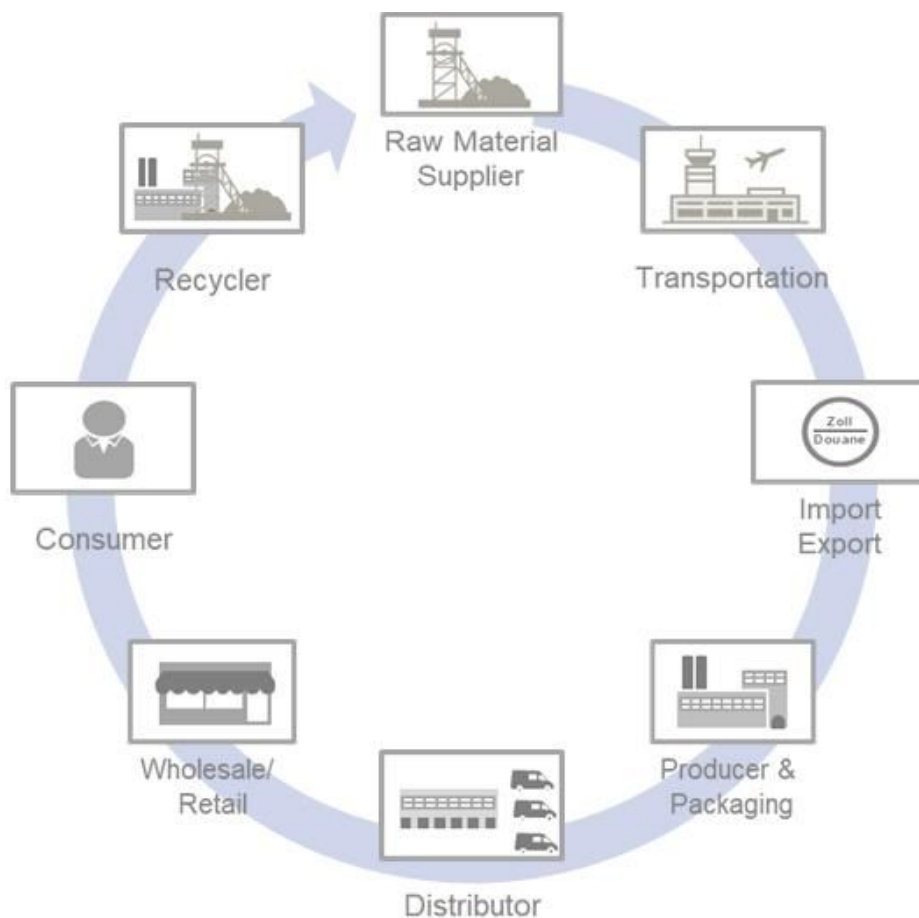 Raw Material
Supplier
Transportation
Zoll
Douane
Import
Export
Producer &
Packaging
Distributor
Wholesale/
Retail
Consumer
Recycler